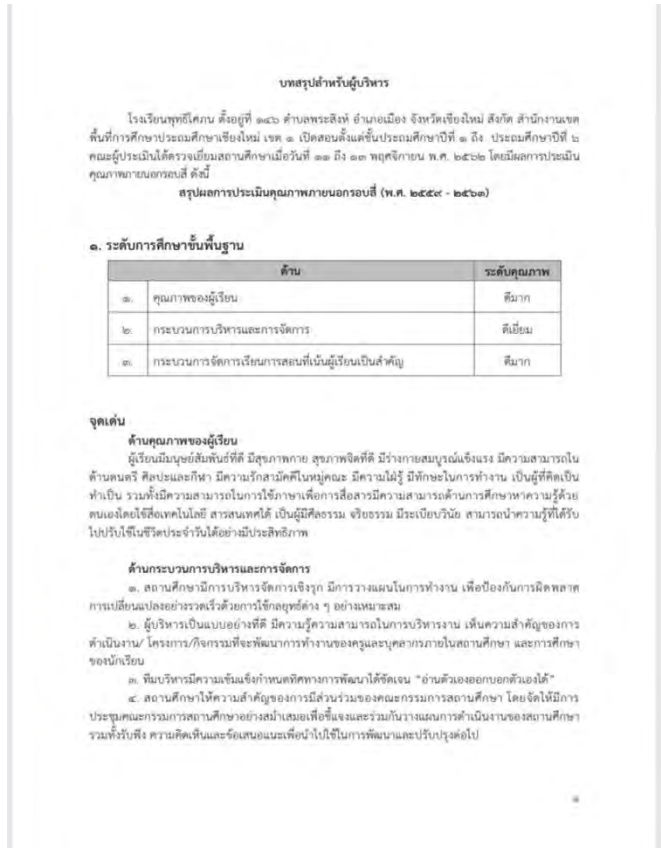 บทสรุปสำหรับผู้บริหาร
โรงเรียนพุทธิโศภน ตั้งอยู่ที่ ๑๔๖ ตำบลพระสิงห์ อำเภอเมือง จังหวัดเชียงใหม่ สังกัด สำนักงานเขต
พื้นที่การศึกษาประถมศึกษาเชียงใหม่ เขต ๑ เปิดสอนตั้งแต่ชั้นประถมศึกษาปีที่ ๑ ถึง ประถมศึกษาปีที่ ๖
คณะผู้ประเมินได้ตรวจเยี่ยมสถานศึกษาเมื่อวันที่ ๑๑ ถึง ๑๓ พฤศจิกายน พ.ศ. ๒๕๖๒ โดยมีผลการประเมิน
คุณภาพภายนอกรอบสี่ ดังนี้
สรุปผลการประเมินคุณภาพภายนอกรอบสี่ (พ.ศ. ๒๕๕๙ - ๒๕๖๓)
๑. ระดับการศึกษาขั้นพื้นฐาน
ด้าน ระดับคุณภาพ
๑. คุณภาพของผู้เรียน ดีมาก
๒. กระบวนการบริหารและการจัดการ ดีเยี่ยม
๓. กระบวนการจัดการเรียนการสอนที่เน้นผู้เรียนเป็นสำคัญ ดีมาก
จุดเด่น
ด้านคุณภาพของผู้เรียน
ผู้เรียนมีมนุษย์สัมพันธ์ที่ดี มีสุขภาพกาย สุขภาพจิตที่ดี มีร่างกายสมบูรณ์แข็งแรง มีความสามารถใน
ด้านดนตรี ศิลปะและกีฬา มีความรักสามัคคีในหมู่คณะ มีความใฝ่รู้ มีทักษะในการทำงาน เป็นผู้ที่คิดเป็น
ทำเป็น รวมทั้งมีความสามารถในการใช้ภาษาเพื่อการสื่อสารมีความสามารถด้านการศึกษาหาความรู้ด้วย
ตนเองโดยใช้สื่อเทคโนโลยี สารสนเทศได้ เป็นผู้มีศีลธรรม จริยธรรม มีระเบียบวินัย สามารถนำความรู้ที่ได้รับ
ไปปรับใช้ในชีวิตประจำวันได้อย่างมีประสิทธิภาพ
ด้านกระบวนการบริหารและการจัดการ
๑. สถานศึกษามีการบริหารจัดการเชิงรุก มีการวางแผนในการทำงาน เพื่อป้องกันการผิดพลาด
การเปลี่ยนแปลงอย่างรวดเร็วด้วยการใช้กลยุทธ์ต่าง ๆ อย่างเหมาะสม
๒. ผู้บริหารเป็นแบบอย่างที่ดี มีความรู้ความสามารถในการบริหารงาน เห็นความสำคัญของการ
ดำเนินงาน/ โครงการ/กิจกรรมที่จะพัฒนาการทำงานของครูและบุคลากรภายในสถานศึกษา และการศึกษา
ของนักเรียน
๓. ทีมบริหารมีความเข้มแข็งกำหนดทิศทางการพัฒนาได้ชัดเจน “อ่านตัวเองออกบอกตัวเองได้”
๔. สถานศึกษาให้ความสำคัญของการมีส่วนร่วมของคณะกรรมการสถานศึกษา โดยจัดให้มีการ
ประชุมคณะกรรมการสถานศึกษาอย่างสม่ำเสมอเพื่อชี้แจงและร่วมกันวางแผนการดำเนินงานของสถานศึกษา
รวมทั้งรับฟัง ความคิดเห็นและข้อเสนอแนะเพื่อนำไปใช้ในการพัฒนาและปรับปรุงต่อไป